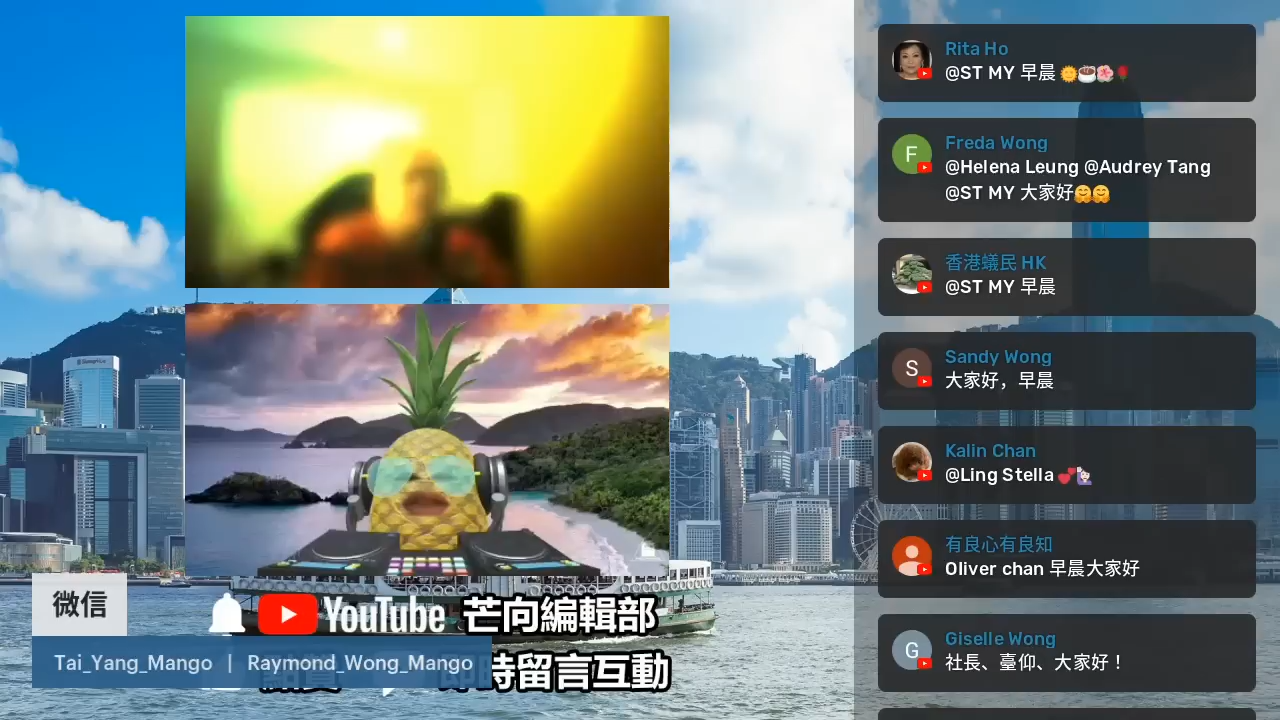 Rita Ho
@ST MY 早晨
Freda Wong
@Helena Leung @Audrey Tang
@ST MY 大家好
香港蟻民 HK
@ST MY 早晨
Sandy Wong
大家好，早晨
Kalin Chan
@Ling Stella
有良心有良知
Oliver chan 早晨大家好
Giselle Wong
社長、臺仰、大家好！
微信
YouTube 芒向編輯部
Tai_Yang_Mango | Raymond_Wong_Mango
即時留言互動
F
S
G